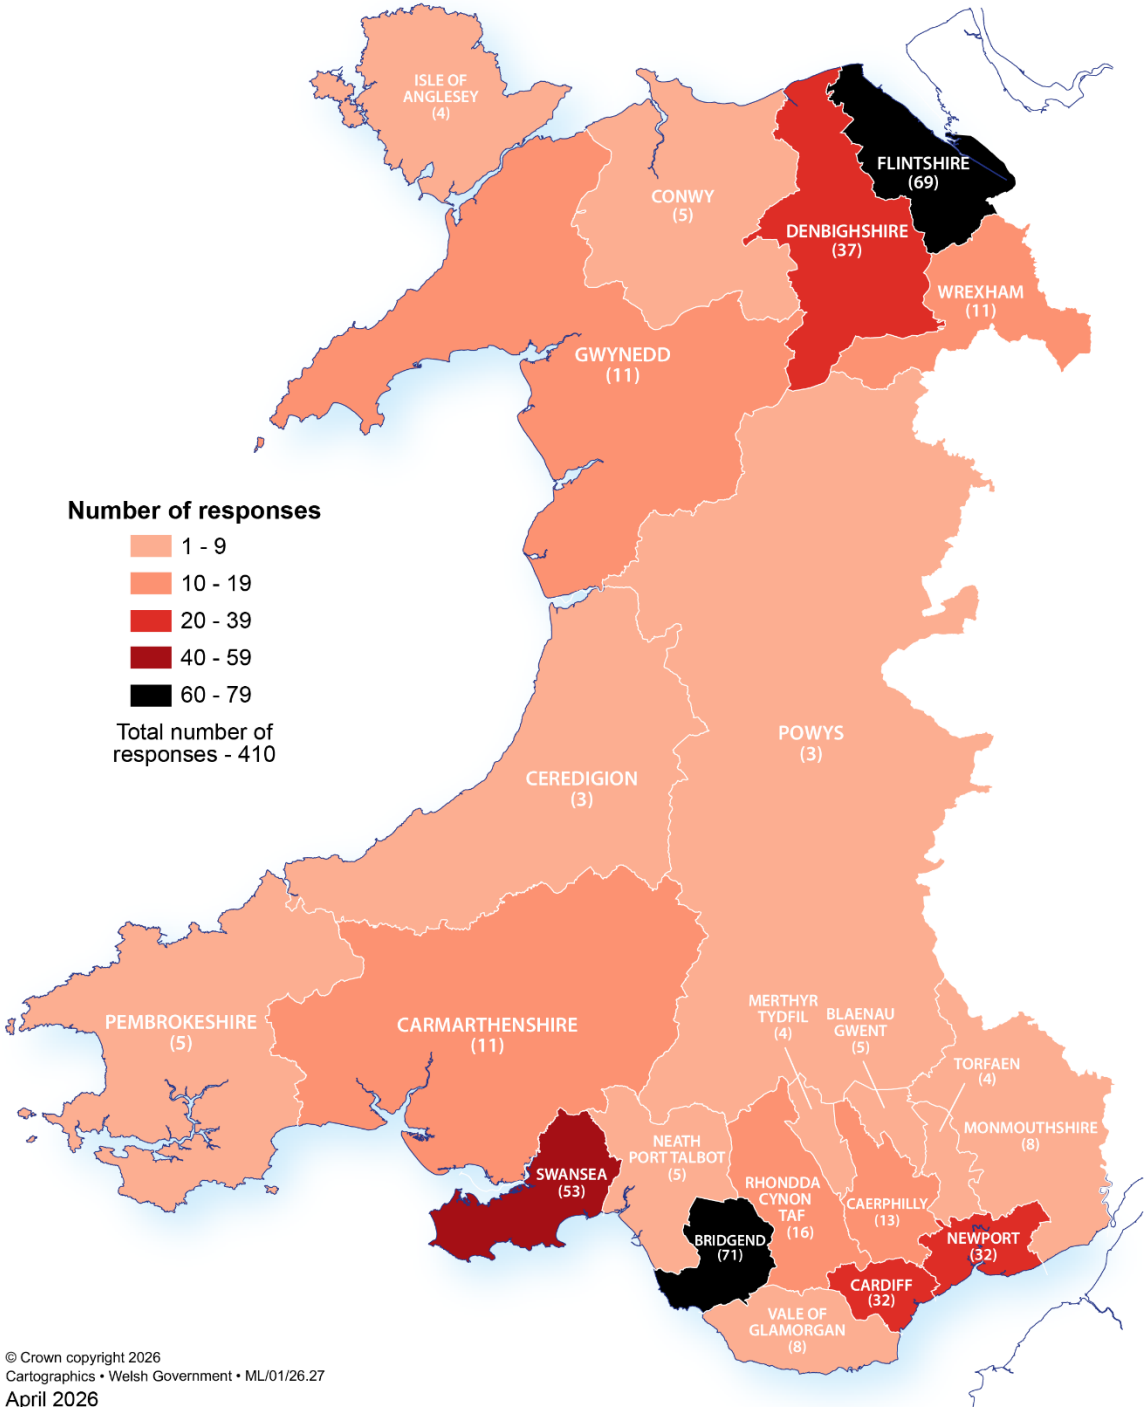 ISLE OF
ANGLESEY
(4)
CONWY
(5)
FLINTSHIRE
(69)
DENBIGHSHIRE
(37)
WREXHAM
(11)
GWYNEDD
(11)
Number of responses
1 - 9
10 - 19
20 - 39
40 - 59
60 - 79
Total number of
responses - 410
POWYS
(3)
CEREDIGION
(3)
PEMBROKESHIRE
(5)
CARMARTHENSHIRE
(11)
MERTHYR
TYDFIL
(4)
BLAENAU
GWENT
(5)
TORFAEN
(4)
MONMOUTHSHIRE
(8)
NEATH
PORT TALBOT
(5)
SWANSEA
(53)
RHONDDA
CYNON
TAF
(16)
CAERPHILLY
(13)
BRIDGEND
(71)
NEWPORT
(32)
CARDIFF
(32)
VALE OF
GLAMORGAN
(8)
© Crown copyright 2026
Cartographics • Welsh Government • ML/01/26.27
April 2026